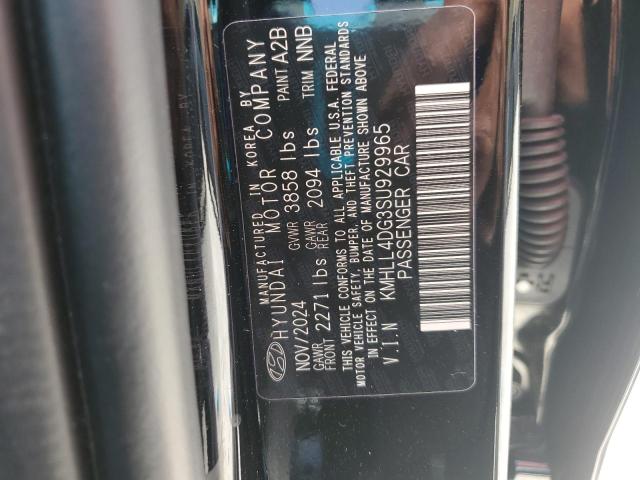 MANUFACTURED IN KOREA BY
HYUNDAI MOTOR COMPANY
NOV/2024 GVWR 3858 lbs PAINT A2B
GAWR FRONT 2271 lbs GAWR REAR 2094 lbs TRIM NNB
THIS VEHICLE CONFORMS TO ALL APPLICABLE U.S.A. FEDERAL
MOTOR VEHICLE SAFETY, BUMPER, AND THEFT PREVENTION STANDARDS
IN EFFECT ON THE DATE OF MANUFACTURE SHOWN ABOVE
V.I.N KMHLL4DG3SU929965
PASSENGER CAR